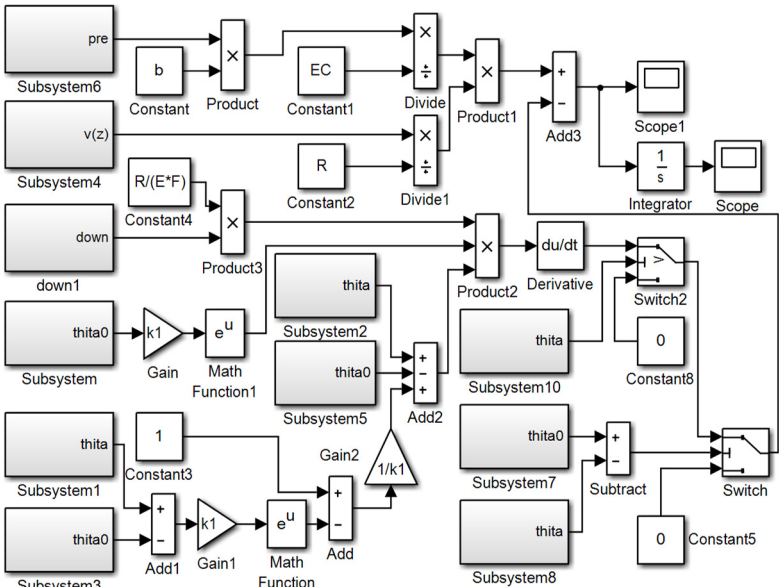 pre
Subsystem6
b
Constant
×
Product
EC
Constant1
×
÷
Divide
×
Product1
+
−
Add3
Scope1
v(z)
Subsystem4
R
Constant2
×
÷
Divide1
1
s
Integrator
Scope
R/(E*F)
Constant4
down
down1
×
Product3
×
Product2
du/dt
Derivative
>
Switch2
thita0
Subsystem
k1
Gain
eu
Math
Function1
thita
Subsystem2
thita0
Subsystem5
+
−
+
Add2
thita
Subsystem10
0
Constant8
thita
Subsystem1
1
Constant3
Gain2
1/k1
thita0
Subsystem7
+
−
Subtract
Switch
thita0
Subsystem3
+
−
Add1
k1
Gain1
eu
Math
Function
+
−
Add
thita
Subsystem8
0
Constant5